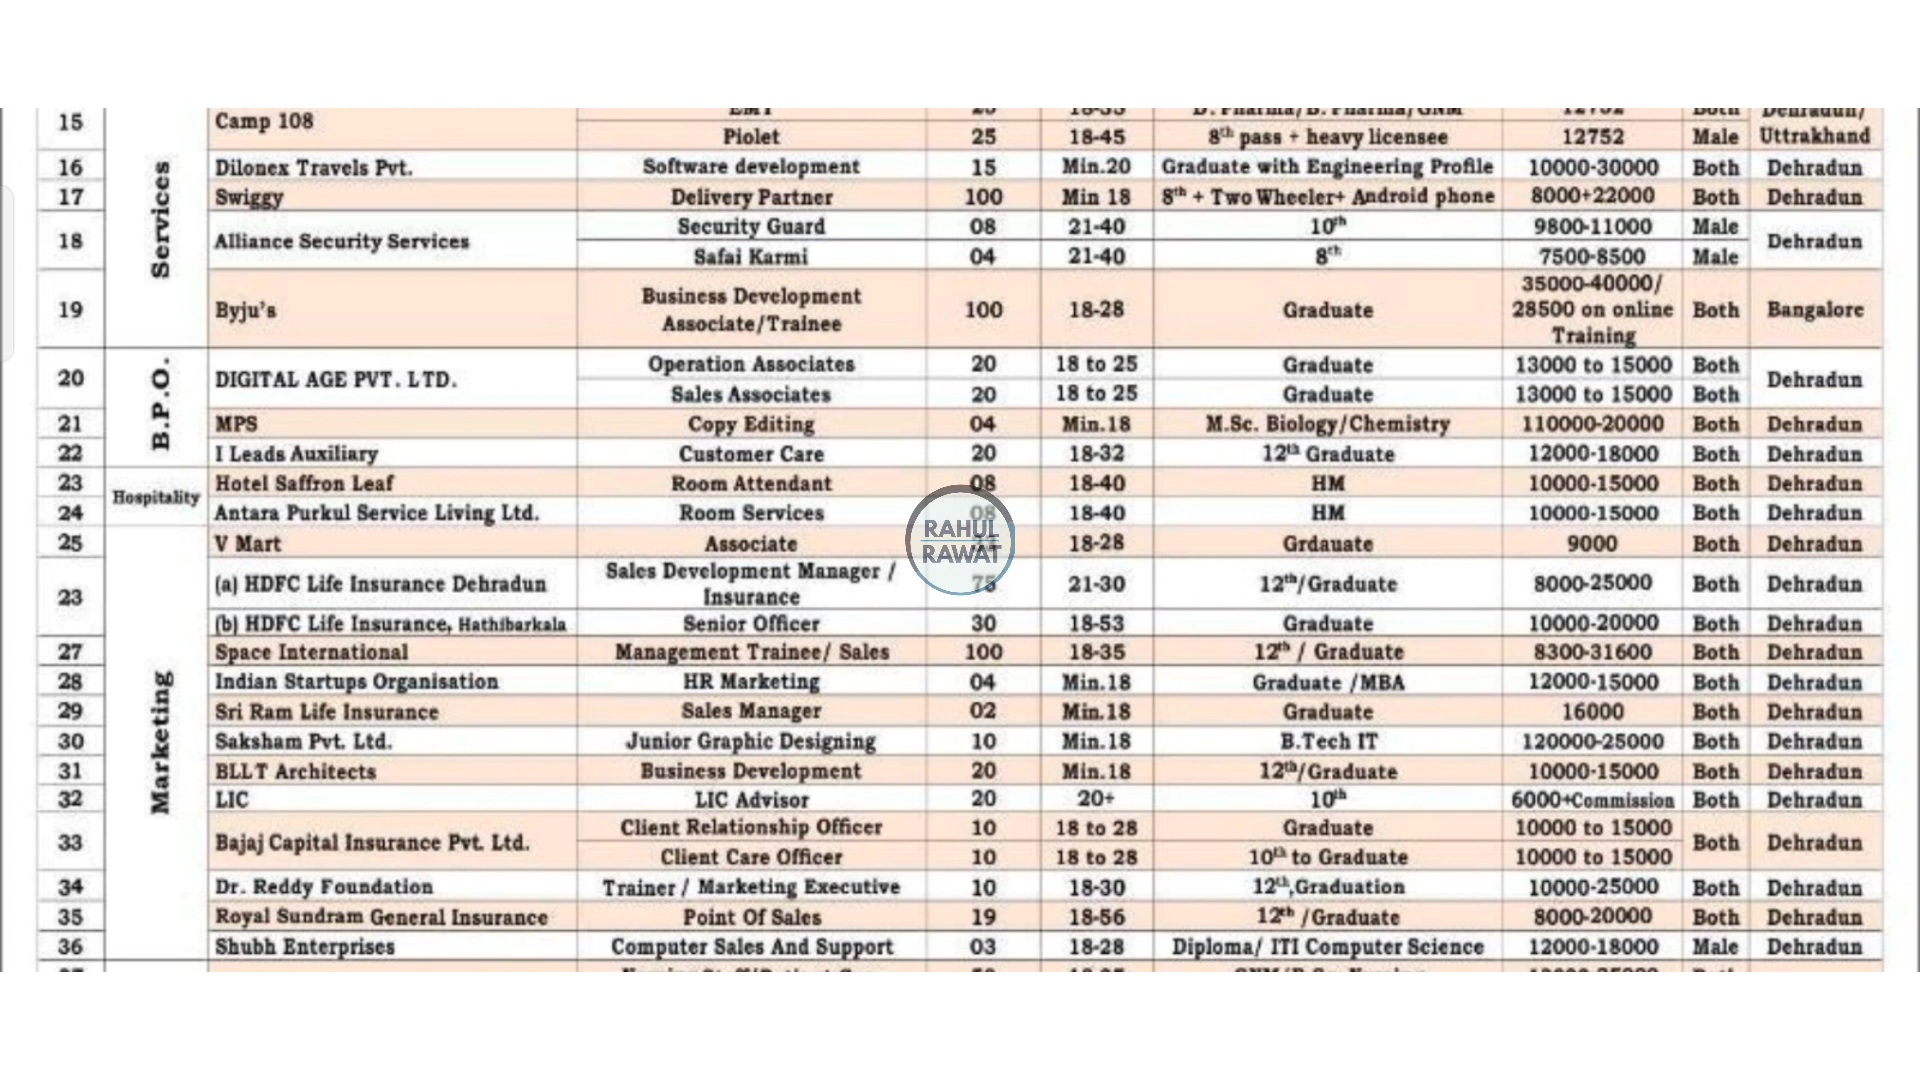 15 Services Camp 108 EMT 25 18-35 D. Pharma/B. Pharma/GNM 12752 Both Dehradun/
Piolet 25 18-45 8th pass + heavy licensee 12752 Male Uttrakhand
16 Dilonex Travels Pvt. Software development 15 Min.20 Graduate with Engineering Profile 10000-30000 Both Dehradun
17 Swiggy Delivery Partner 100 Min 18 8th + Two Wheeler+ Android phone 8000+22000 Both Dehradun
18 Alliance Security Services Security Guard 08 21-40 10th 9800-11000 Male Dehradun
Safai Karmi 04 21-40 8th 7500-8500 Male
19 Byju's Business Development Associate/Trainee 100 18-28 Graduate 35000-40000/ 28500 on online Training Both Bangalore
20 B.P.O. DIGITAL AGE PVT. LTD. Operation Associates 20 18 to 25 Graduate 13000 to 15000 Both Dehradun
Sales Associates 20 18 to 25 Graduate 13000 to 15000 Both
21 MPS Copy Editing 04 Min.18 M.Sc. Biology/Chemistry 110000-20000 Both Dehradun
22 I Leads Auxiliary Customer Care 20 18-32 12th Graduate 12000-18000 Both Dehradun
23 Hospitality Hotel Saffron Leaf Room Attendant 08 18-40 HM 10000-15000 Both Dehradun
24 Antara Purkul Service Living Ltd. Room Services 08 18-40 HM 10000-15000 Both Dehradun
RAHUL
RAWAT
25 Marketing V Mart Associate 18-28 Grdauate 9000 Both Dehradun
23 (a) HDFC Life Insurance Dehradun Sales Development Manager / Insurance 75 21-30 12th/Graduate 8000-25000 Both Dehradun
(b) HDFC Life Insurance, Hathibarkala Senior Officer 30 18-53 Graduate 10000-20000 Both Dehradun
27 Space International Management Trainee/ Sales 100 18-35 12th / Graduate 8300-31600 Both Dehradun
28 Indian Startups Organisation HR Marketing 04 Min.18 Graduate /MBA 12000-15000 Both Dehradun
29 Sri Ram Life Insurance Sales Manager 02 Min.18 Graduate 16000 Both Dehradun
30 Saksham Pvt. Ltd. Junior Graphic Designing 10 Min.18 B.Tech IT 120000-25000 Both Dehradun
31 BLLT Architects Business Development 20 Min.18 12th/Graduate 10000-15000 Both Dehradun
32 LIC LIC Advisor 20 20+ 10th 6000+Commission Both Dehradun
33 Bajaj Capital Insurance Pvt. Ltd. Client Relationship Officer 10 18 to 28 Graduate 10000 to 15000 Both Dehradun
Client Care Officer 10 18 to 28 10th to Graduate 10000 to 15000
34 Dr. Reddy Foundation Trainer / Marketing Executive 10 18-30 12th,Graduation 10000-25000 Both Dehradun
35 Royal Sundram General Insurance Point Of Sales 19 18-56 12th /Graduate 8000-20000 Both Dehradun
36 Shubh Enterprises Computer Sales And Support 03 18-28 Diploma/ ITI Computer Science 12000-18000 Male Dehradun